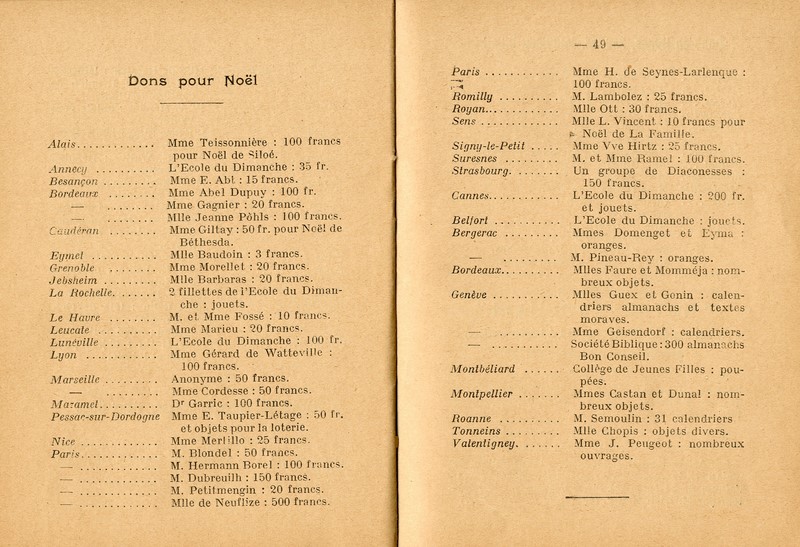 Dons pour Noël
Alais............ Mme Teissonnière : 100 francs
pour Noël de Siloé.
Annecy .......... L'Ecole du Dimanche : 35 fr.
Besançon ......... Mme E. Abt : 15 francs.
Bordeaux ........ Mme Abel Dupuy : 100 fr.
— ........ Mme Gagnier : 20 francs.
— ........ Mlle Jeanne Pöhls : 100 francs.
Caudéran ......... Mme Giltay : 50 fr. pour Noël de
Béthesda.
Eymet ........... Mlle Baudoin : 3 francs.
Grenoble ........ Mme Morellet : 20 francs.
Jebsheim ......... Mlle Barbaras : 20 francs.
La Rochelle....... 2 fillettes de l'Ecole du Diman-
che : jouets.
Le Havre ........ M. et Mme Fossé : 10 francs.
Leucate .......... Mme Marieu : 20 francs.
Lunéville ......... L'Ecole du Dimanche : 100 fr.
Lyon ............ Mme Gérard de Watteville :
100 francs.
Marseille ......... Anonyme : 50 francs.
— ......... Mme Cordesse : 50 francs.
Mazamet.......... Dr Garric : 100 francs.
Pessac-sur-Dordogne Mme E. Taupier-Létage : 50 fr.
et objets pour la loterie.
Nice ............. Mme Merlillo : 25 francs.
Paris............. M. Blondel : 50 francs.
— ............ M. Hermann Borel : 100 francs.
— ............ M. Dubreuilh : 150 francs.
— ............ M. Petitmengin : 20 francs.
— ............ Mlle de Neuflize : 500 francs.
— 49 —
Paris ........... Mme H. de Seynes-Larlenque :
100 francs.
Romilly ......... M. Lambolez : 25 francs.
Royan........... Mlle Ott : 30 francs.
Sens ............ Mlle L. Vincent : 10 francs pour
Noël de La Famille.
Signy-le-Petit ..... Mme Vve Hirtz : 25 francs.
Suresnes ........ M. et Mme Ramel : 100 francs.
Strasbourg........ Un groupe de Diaconesses :
150 francs.
Cannes........... L'Ecole du Dimanche : 200 fr.
et jouets.
Belfort .......... L'Ecole du Dimanche : jouets.
Bergerac ......... Mmes Domenget et Eyma :
oranges.
— ......... M. Pineau-Rey : oranges.
Bordeaux......... Mlles Faure et Momméja : nom-
breux objets.
Genève .......... Mlles Guex et Gonin : calen-
driers almanachs et textes
moraves.
— .......... Mme Geisendorf : calendriers.
— .......... Société Biblique : 300 almanachs
Bon Conseil.
Montbéliard ...... Collège de Jeunes Filles : pou-
pées.
Montpellier ....... Mmes Castan et Dunal : nom-
breux objets.
Roanne .......... M. Semoulin : 31 calendriers
Tonneins ......... Mlle Chopis : objets divers.
Valentigney....... Mme J. Peugeot : nombreux
ouvrages.